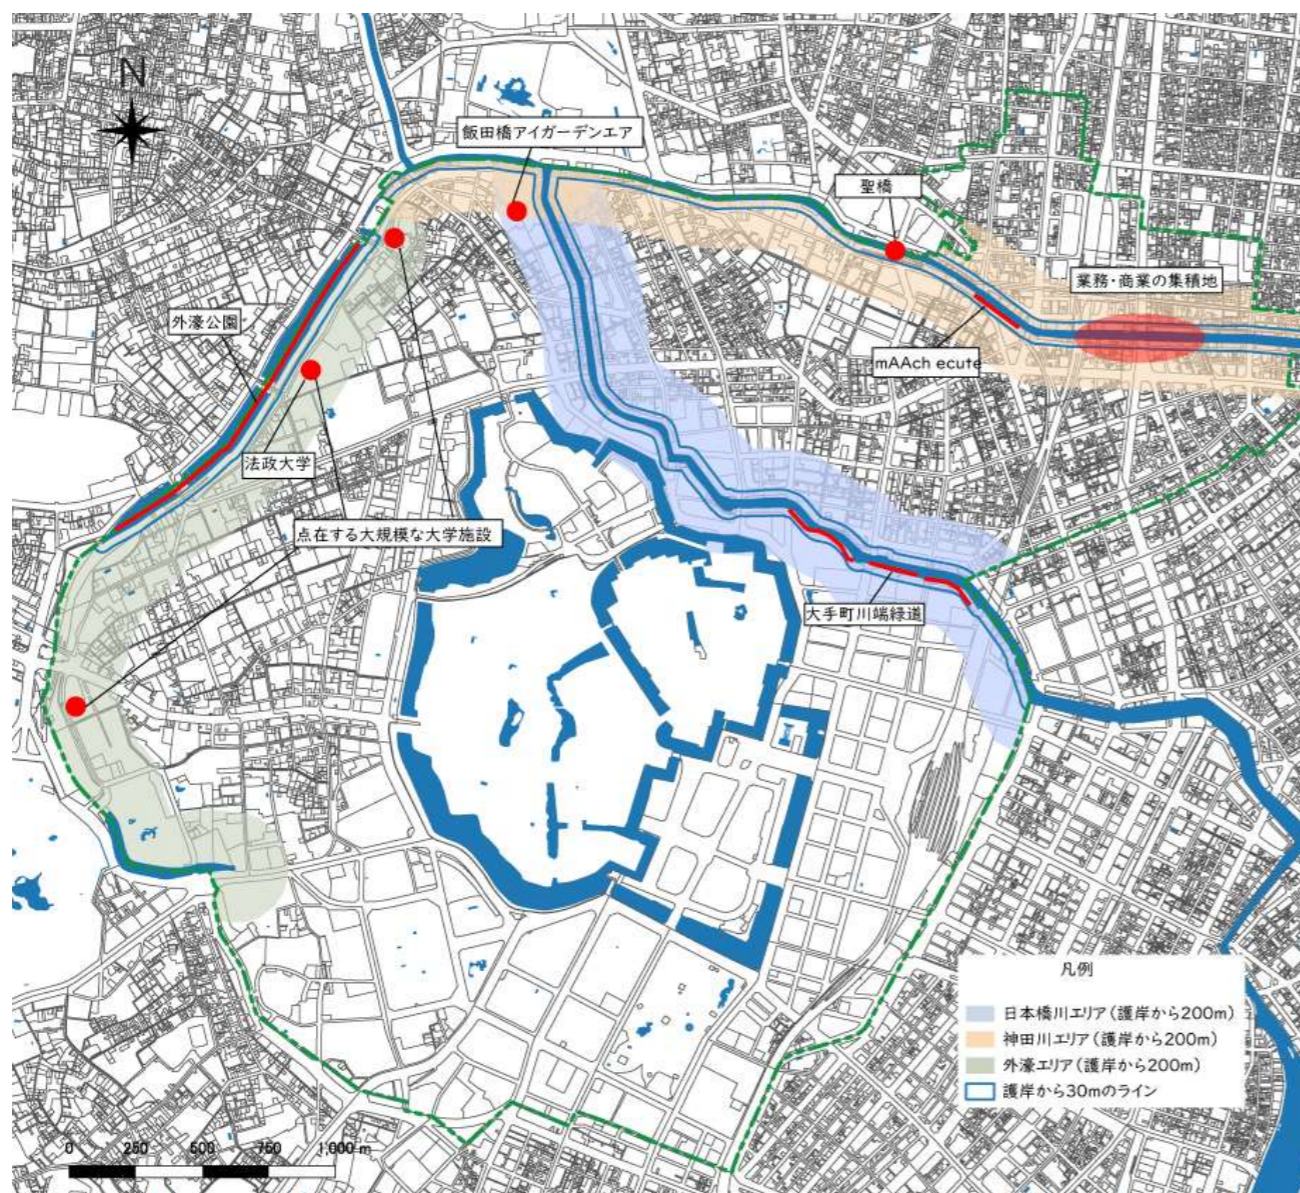 N
飯田橋アイガーデンエア
聖橋
業務・商業の集積地
外濠公園
mAAch ecute
法政大学
点在する大規模な大学施設
大手町川端緑道
凡例
日本橋川エリア(護岸から200m)
神田川エリア(護岸から200m)
外濠エリア(護岸から200m)
護岸から30mのライン
0 250 500 750 1,000 m